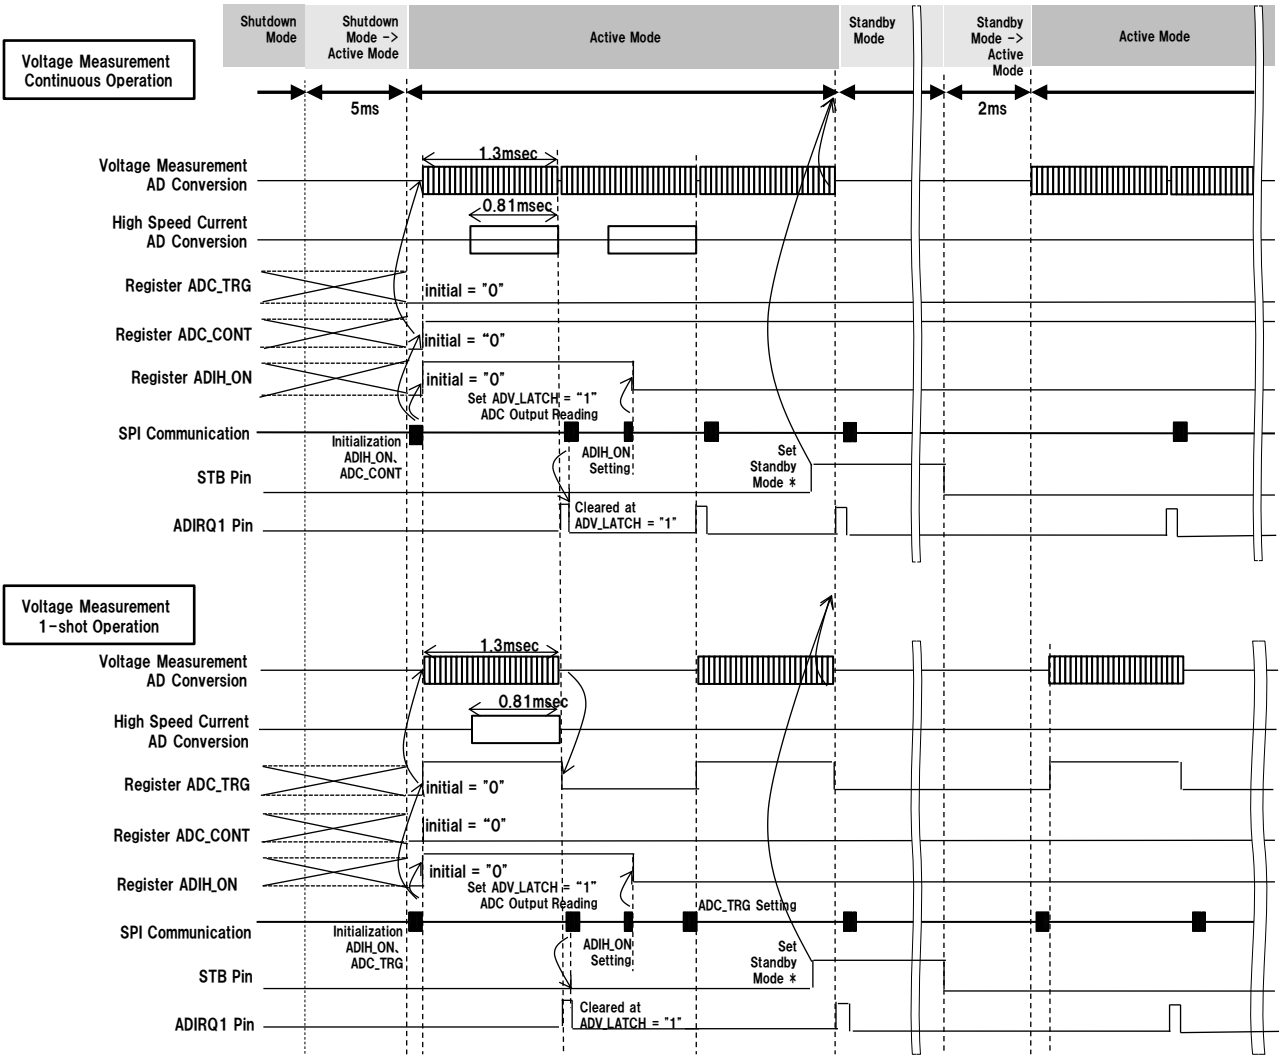 Shutdown
Mode
Shutdown
Mode ->
Active Mode
Active Mode
Standby
Mode
Standby
Mode ->
Active
Mode
Active Mode
Voltage Measurement
Continuous Operation
5ms
2ms
1.3msec
Voltage Measurement
AD Conversion
0.81msec
High Speed Current
AD Conversion
Register ADC_TRG
initial = "0"
Register ADC_CONT
initial = “0”
Register ADIH_ON
initial = "0"
Set ADV_LATCH = “1”
ADC Output Reading
SPI Communication
Initialization
ADIH_ON、
ADC_CONT
ADIH_ON
Setting
Set
Standby
Mode *
STB Pin
Cleared at
ADV_LATCH = "1"
ADIRQ1 Pin
Voltage Measurement
1-shot Operation
1.3msec
Voltage Measurement
AD Conversion
0.81msec
High Speed Current
AD Conversion
Register ADC_TRG
initial = "0"
Register ADC_CONT
initial = “0”
Register ADIH_ON
initial = "0"
Set ADV_LATCH = “1”
ADC Output Reading
ADC_TRG Setting
SPI Communication
Initialization
ADIH_ON、
ADC_TRG
ADIH_ON
Setting
Set
Standby
Mode *
STB Pin
Cleared at
ADV_LATCH = "1"
ADIRQ1 Pin